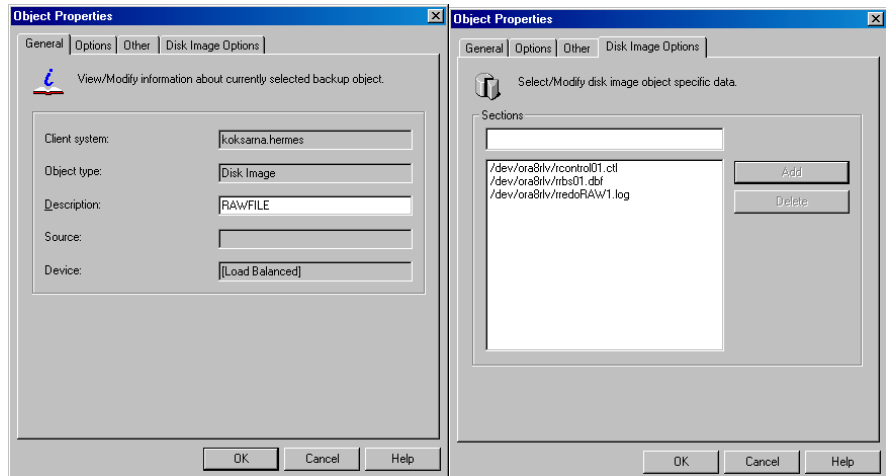 Object Properties
General Options Other Disk Image Options
View/Modify information about currently selected backup object.
Client system: koksarna.hermes
Object type: Disk Image
Description: RAWFILE
Source:
Device: [Load Balanced]
OK Cancel Help
Object Properties
General Options Other Disk Image Options
Select/Modify disk image object specific data.
Sections
/dev/ora8rlv/rcontrol01.ctl
/dev/ora8rlv/rrbs01.dbf
/dev/ora8rlv/rredoRAW1.log
Add
Delete
OK Cancel Help